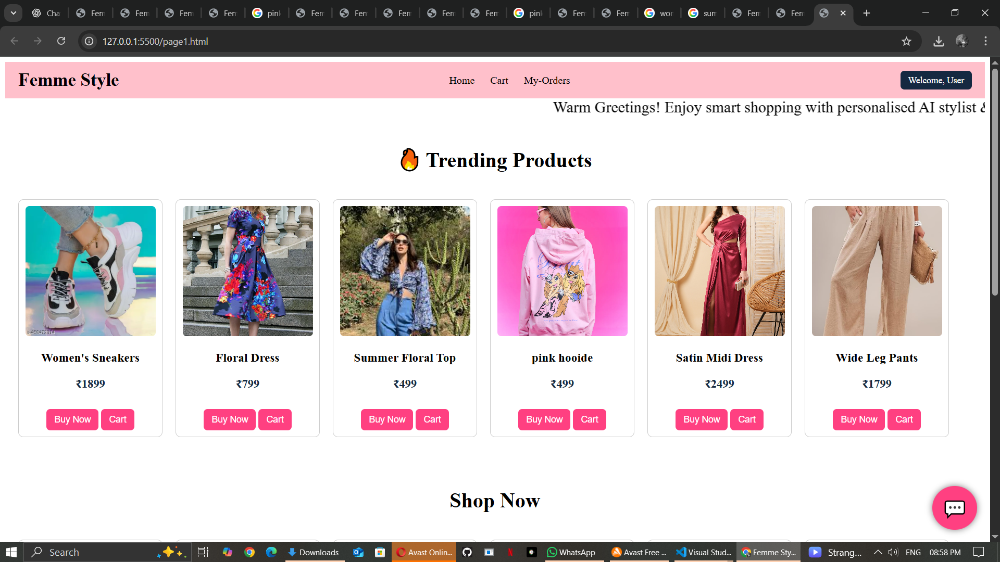 Cha
Fem
Fem
Fem
Fem
pink
Fem
Fem
Fem
Fem
Fem
pink
Fem
Fem
wor
sum
Fem
Fem
127.0.0.1:5500/page1.html
Femme Style
Home
Cart
My-Orders
Welcome, User
Warm Greetings! Enjoy smart shopping with personalised AI stylist &
🔥 Trending Products
Women's Sneakers
₹1899
Buy Now
Cart
Floral Dress
₹799
Buy Now
Cart
Summer Floral Top
₹499
Buy Now
Cart
pink hooide
₹499
Buy Now
Cart
Satin Midi Dress
₹2499
Buy Now
Cart
Wide Leg Pants
₹1799
Buy Now
Cart
Shop Now
Search
Downloads
Avast Onlin...
WhatsApp
Avast Free ...
Visual Stud...
Femme Sty...
Strang...
ENG
08:58 PM